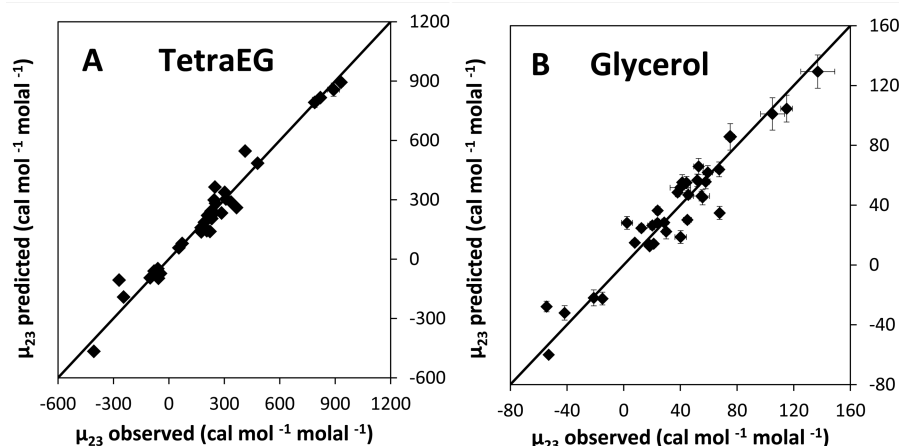 A TetraEG
1200
900
600
300
0
-300
-600
-600 -300 0 300 600 900 1200
μ23 predicted (cal mol -1 molal -1)
μ23 observed (cal mol -1 molal -1)
B Glycerol
160
120
80
40
0
-40
-80
-80 -40 0 40 80 120 160
μ23 predicted (cal mol -1 molal -1)
μ23 observed (cal mol -1 molal -1)